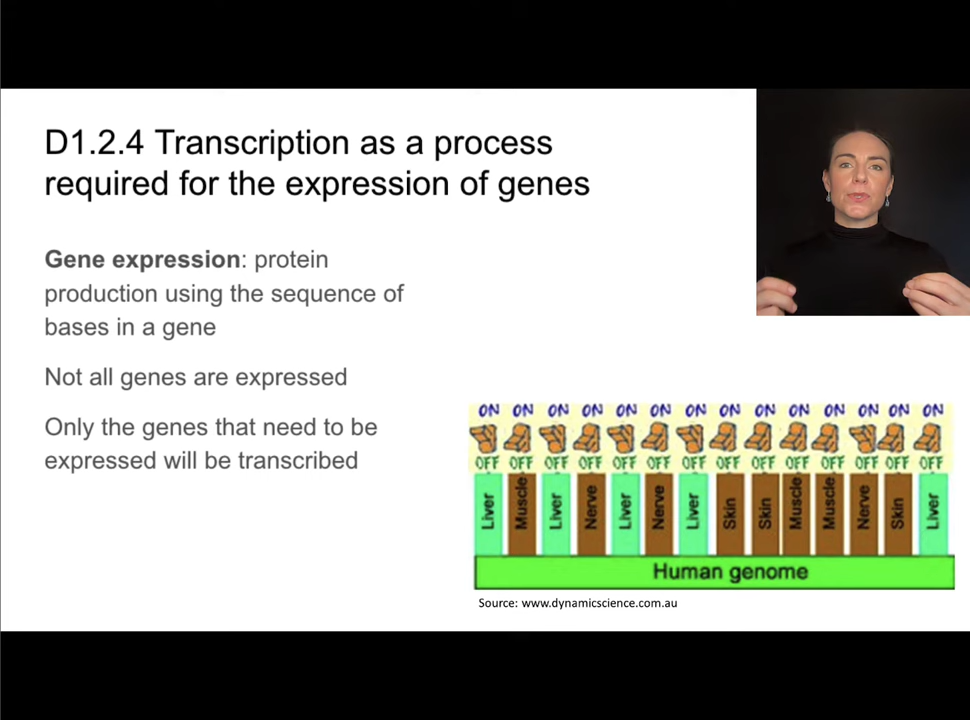 D1.2.4 Transcription as a process
required for the expression of genes
Gene expression: protein
production using the sequence of
bases in a gene
Not all genes are expressed
Only the genes that need to be
expressed will be transcribed
ON ON ON ON ON ON ON ON ON ON ON ON ON ON
OFF OFF OFF OFF OFF OFF OFF OFF OFF OFF OFF OFF OFF OFF
Liver Muscle Liver Nerve Liver Nerve Liver Skin Skin Muscle Muscle Nerve Skin Liver
Human genome
Source: www.dynamicscience.com.au